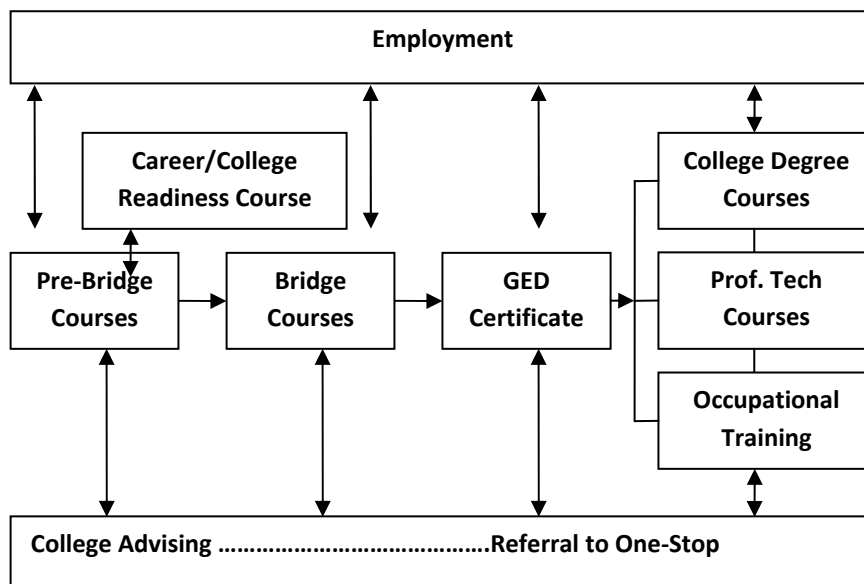 Employment
Career/College
Readiness Course
College Degree
Courses
Pre-Bridge
Courses
Bridge
Courses
GED
Certificate
Prof. Tech
Courses
Occupational
Training
College Advising ………………………………….Referral to One-Stop